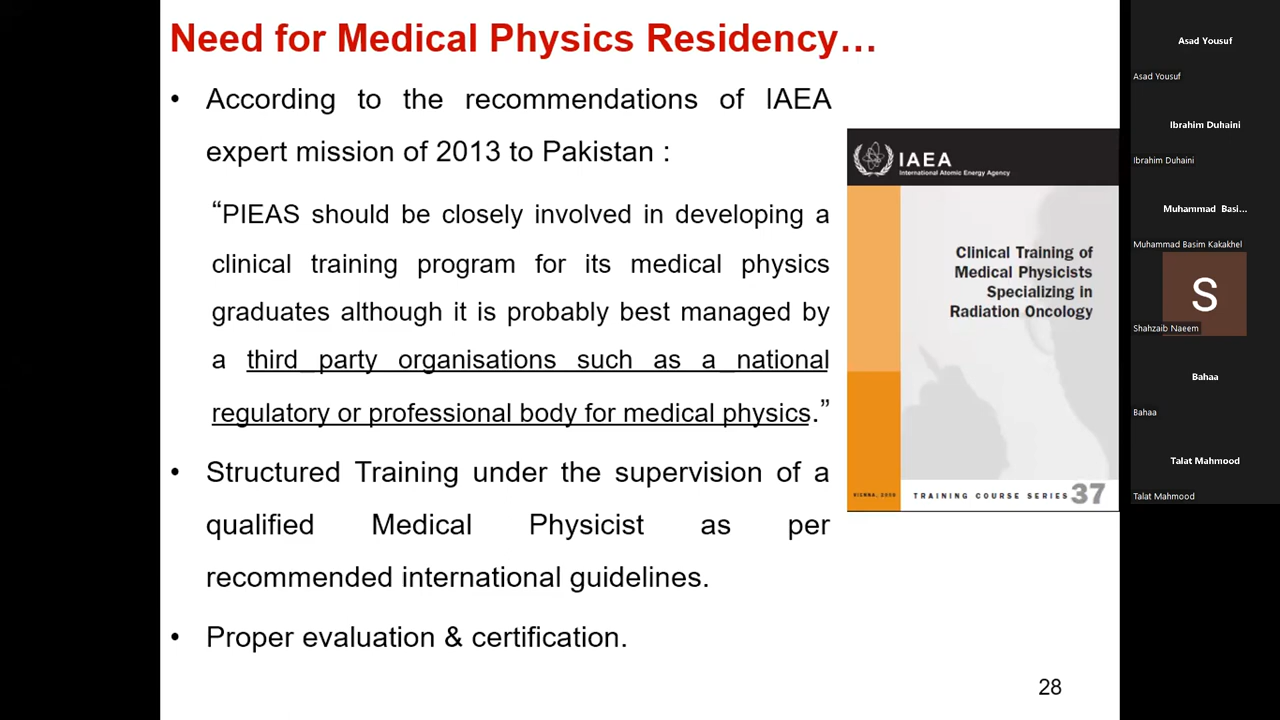 Need for Medical Physics Residency…
• According to the recommendations of IAEA
expert mission of 2013 to Pakistan :
“PIEAS should be closely involved in developing a
clinical training program for its medical physics
graduates although it is probably best managed by
a third party organisations such as a national
regulatory or professional body for medical physics.”
• Structured Training under the supervision of a
qualified Medical Physicist as per
recommended international guidelines.
• Proper evaluation & certification.
28
IAEA
International Atomic Energy Agency
Clinical Training of
Medical Physicists
Specializing in
Radiation Oncology
VIENNA, 2009
TRAINING COURSE SERIES 37
Asad Yousuf
Asad Yousuf
Ibrahim Duhaini
Ibrahim Duhaini
Muhammad Basi...
Muhammad Basim Kakakhel
S
Shahzaib Naeem
Bahaa
Bahaa
Talat Mahmood
Talat Mahmood